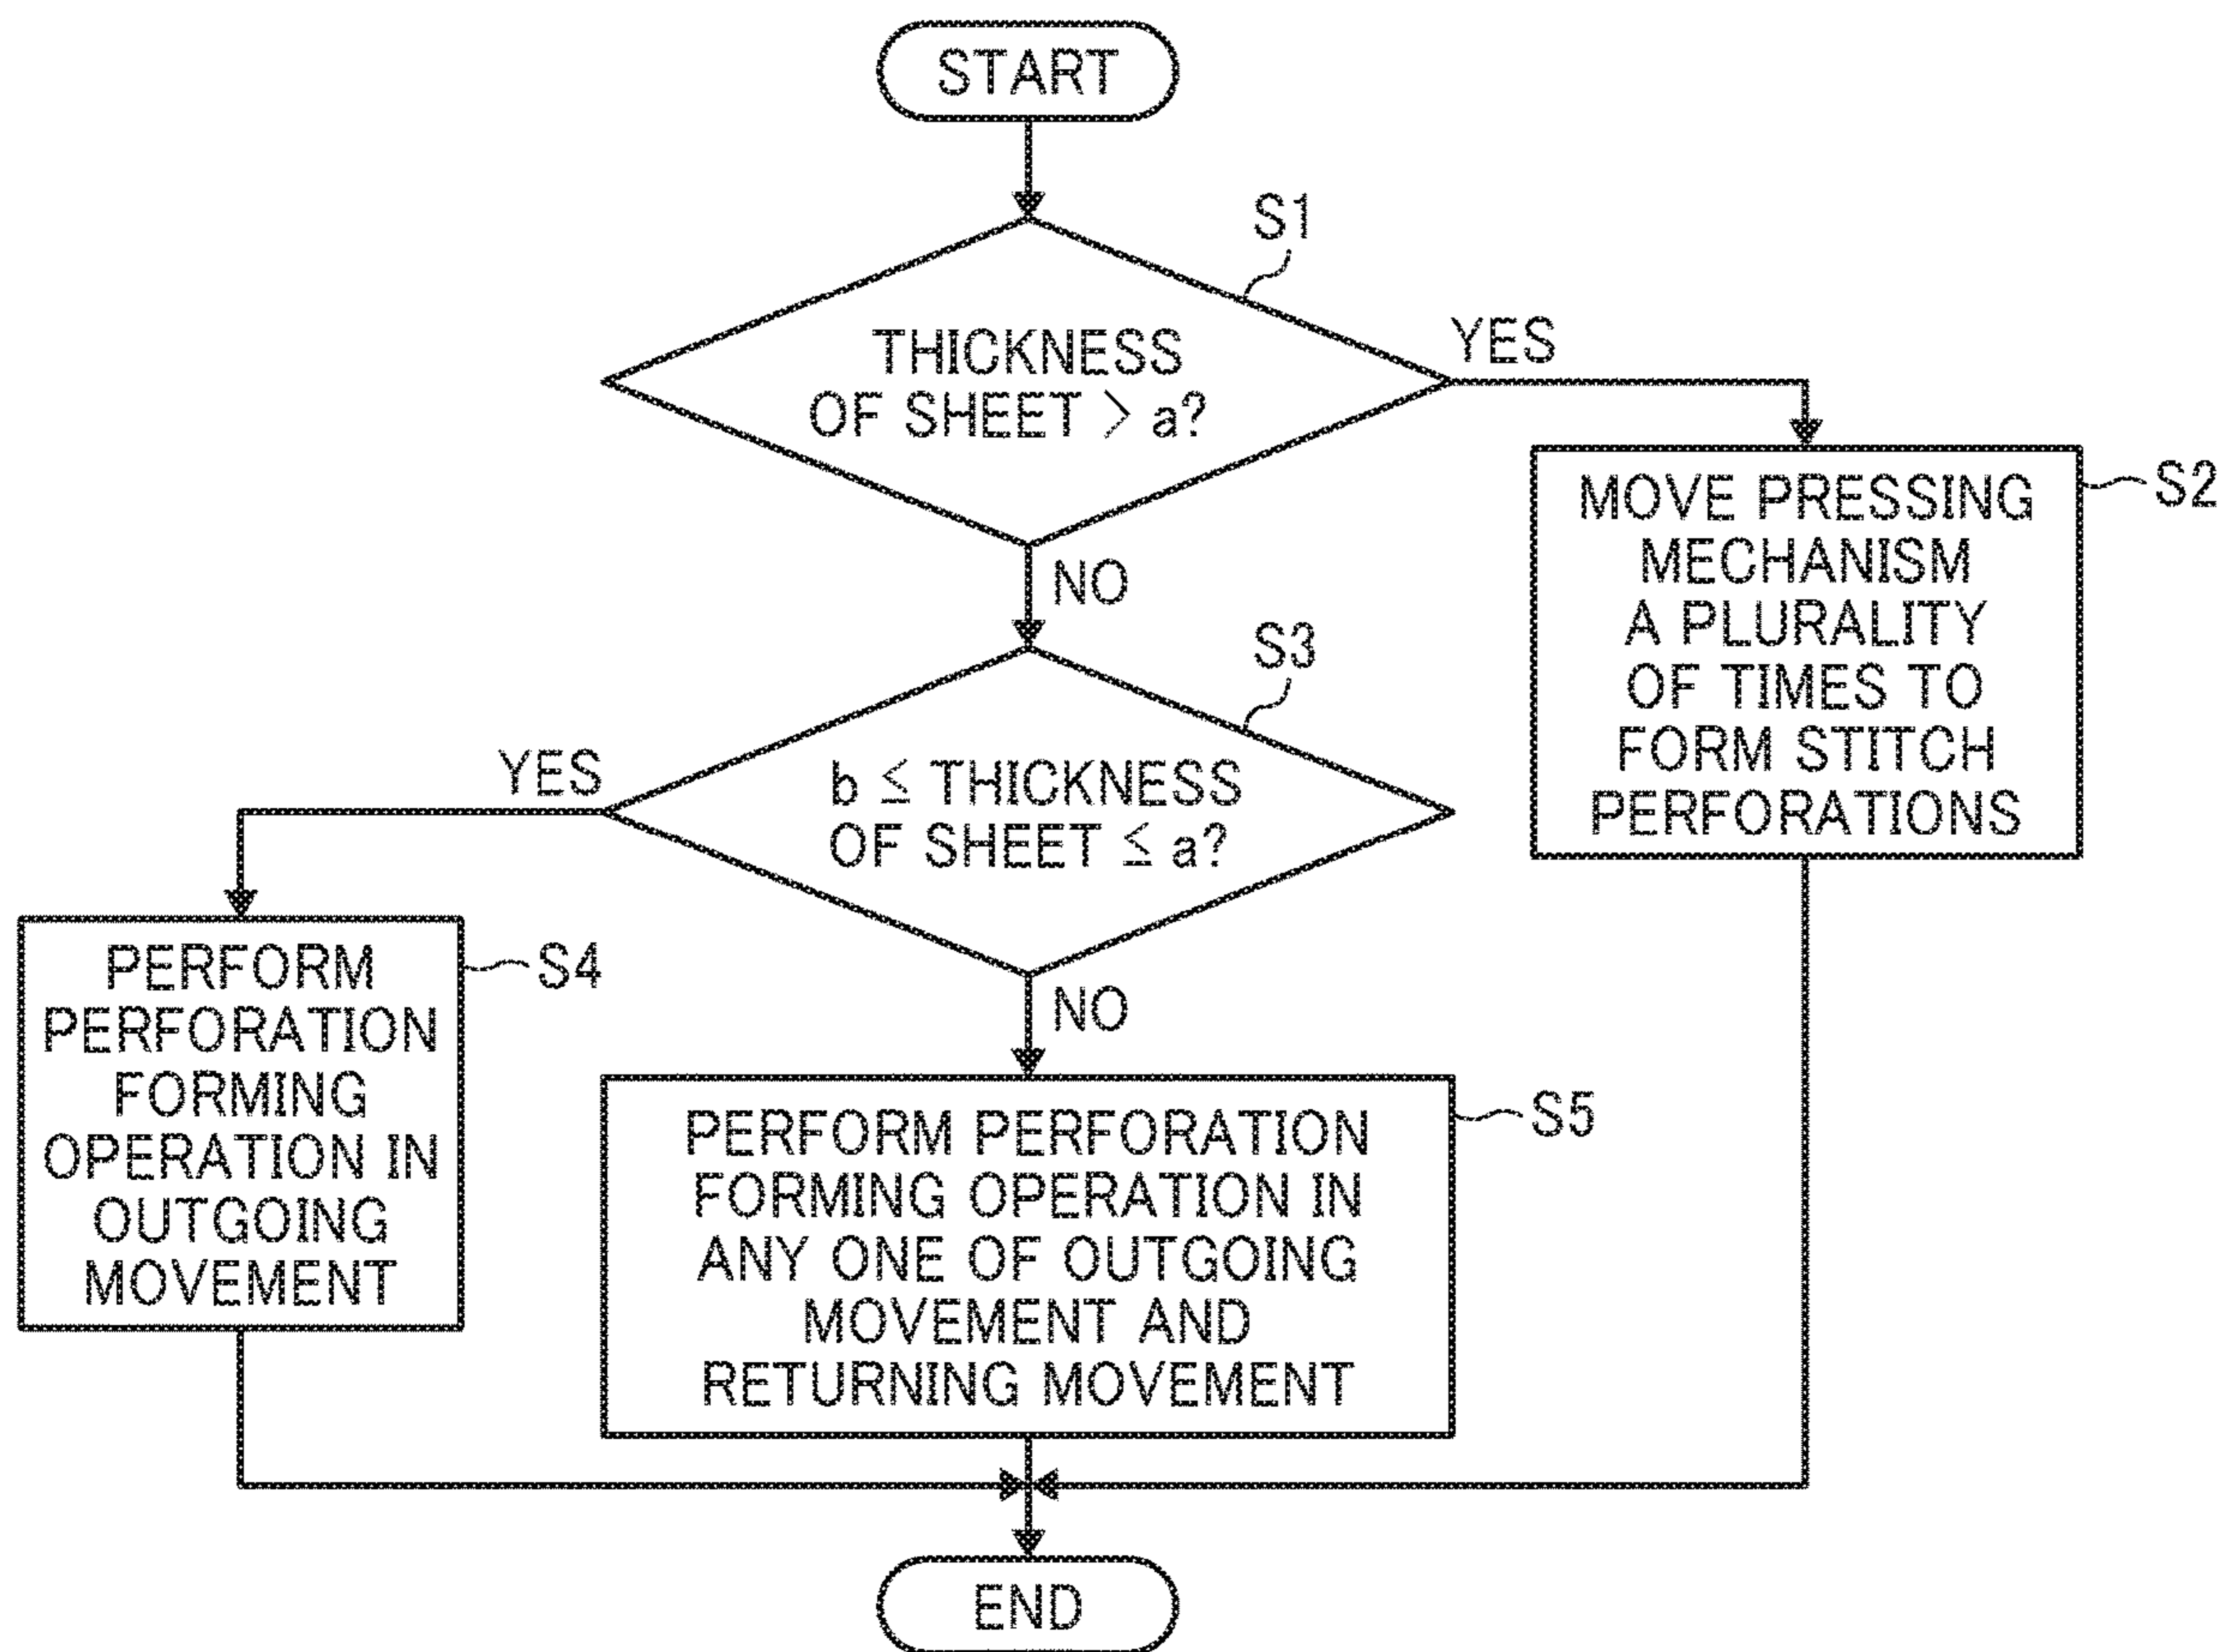 START
S1
THICKNESS
OF SHEET > a?
YES
NO
S2
MOVE PRESSING
MECHANISM
A PLURALITY
OF TIMES TO
FORM STITCH
PERFORATIONS
S3
b ≤ THICKNESS
OF SHEET ≤ a?
YES
NO
S4
PERFORM
PERFORATION
FORMING
OPERATION IN
OUTGOING
MOVEMENT
S5
PERFORM PERFORATION
FORMING OPERATION IN
ANY ONE OF OUTGOING
MOVEMENT AND
RETURNING MOVEMENT
END